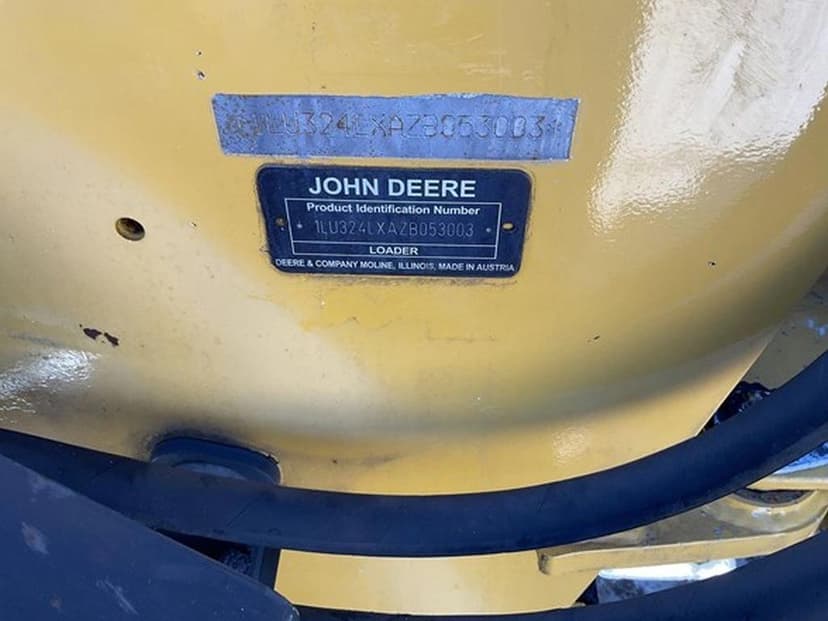 *1LU324LXAZB053003*
JOHN DEERE
Product Identification Number
* 1LU324LXAZB053003 *
LOADER
DEERE & COMPANY MOLINE, ILLINOIS, MADE IN AUSTRIA